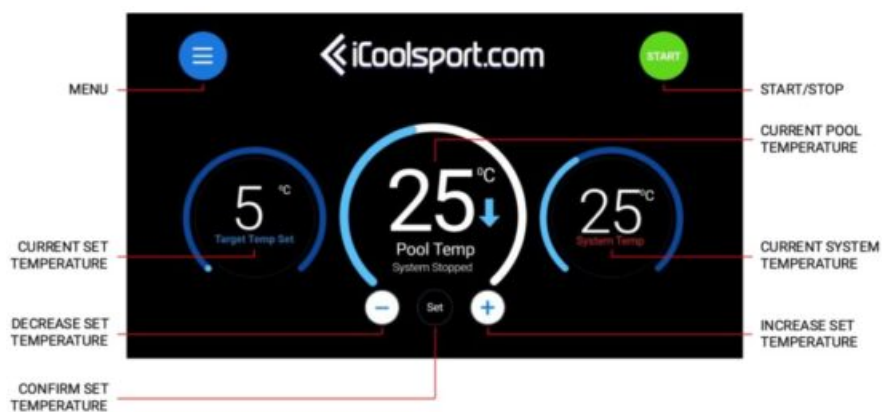 iCoolsport.com
START
MENU
START/STOP
CURRENT POOL
TEMPERATURE
5 °C
Target Temp Set
25 °C
Pool Temp
System Stopped
25 °C
System Temp
CURRENT SET
TEMPERATURE
CURRENT SYSTEM
TEMPERATURE
− Set +
DECREASE SET
TEMPERATURE
INCREASE SET
TEMPERATURE
CONFIRM SET
TEMPERATURE